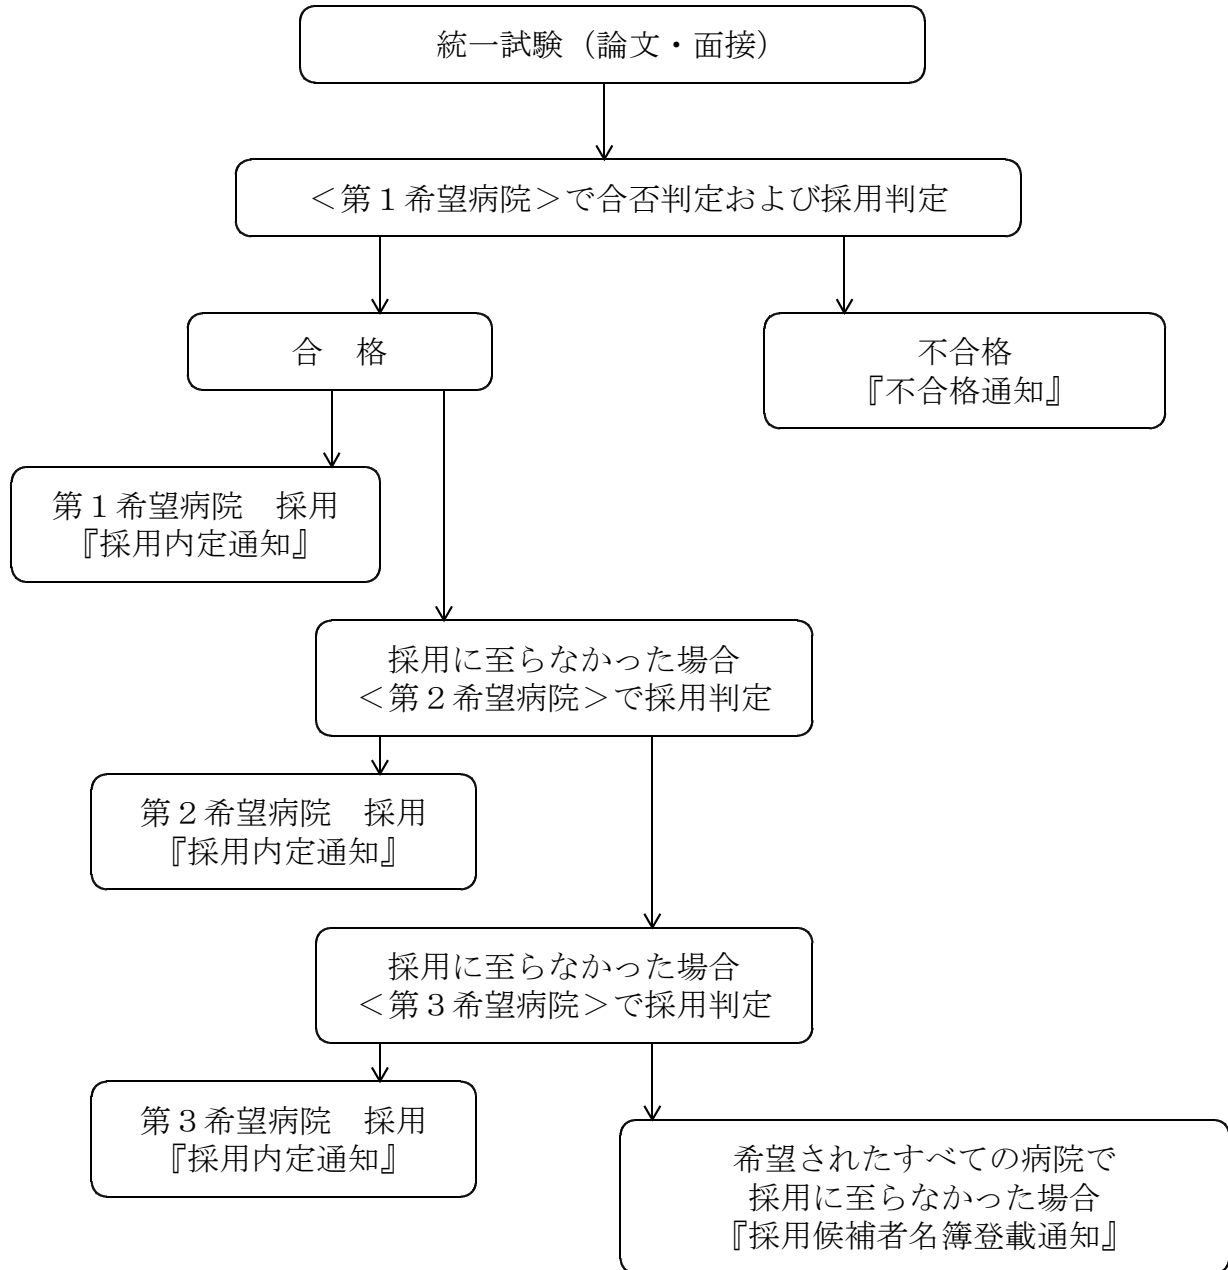 統一試験（論文・面接）
＜第１希望病院＞で合否判定および採用判定
合　格
不合格
『不合格通知』
第１希望病院　採用
『採用内定通知』
採用に至らなかった場合
＜第２希望病院＞で採用判定
第２希望病院　採用
『採用内定通知』
採用に至らなかった場合
＜第３希望病院＞で採用判定
第３希望病院　採用
『採用内定通知』
希望されたすべての病院で
採用に至らなかった場合
『採用候補者名簿登載通知』